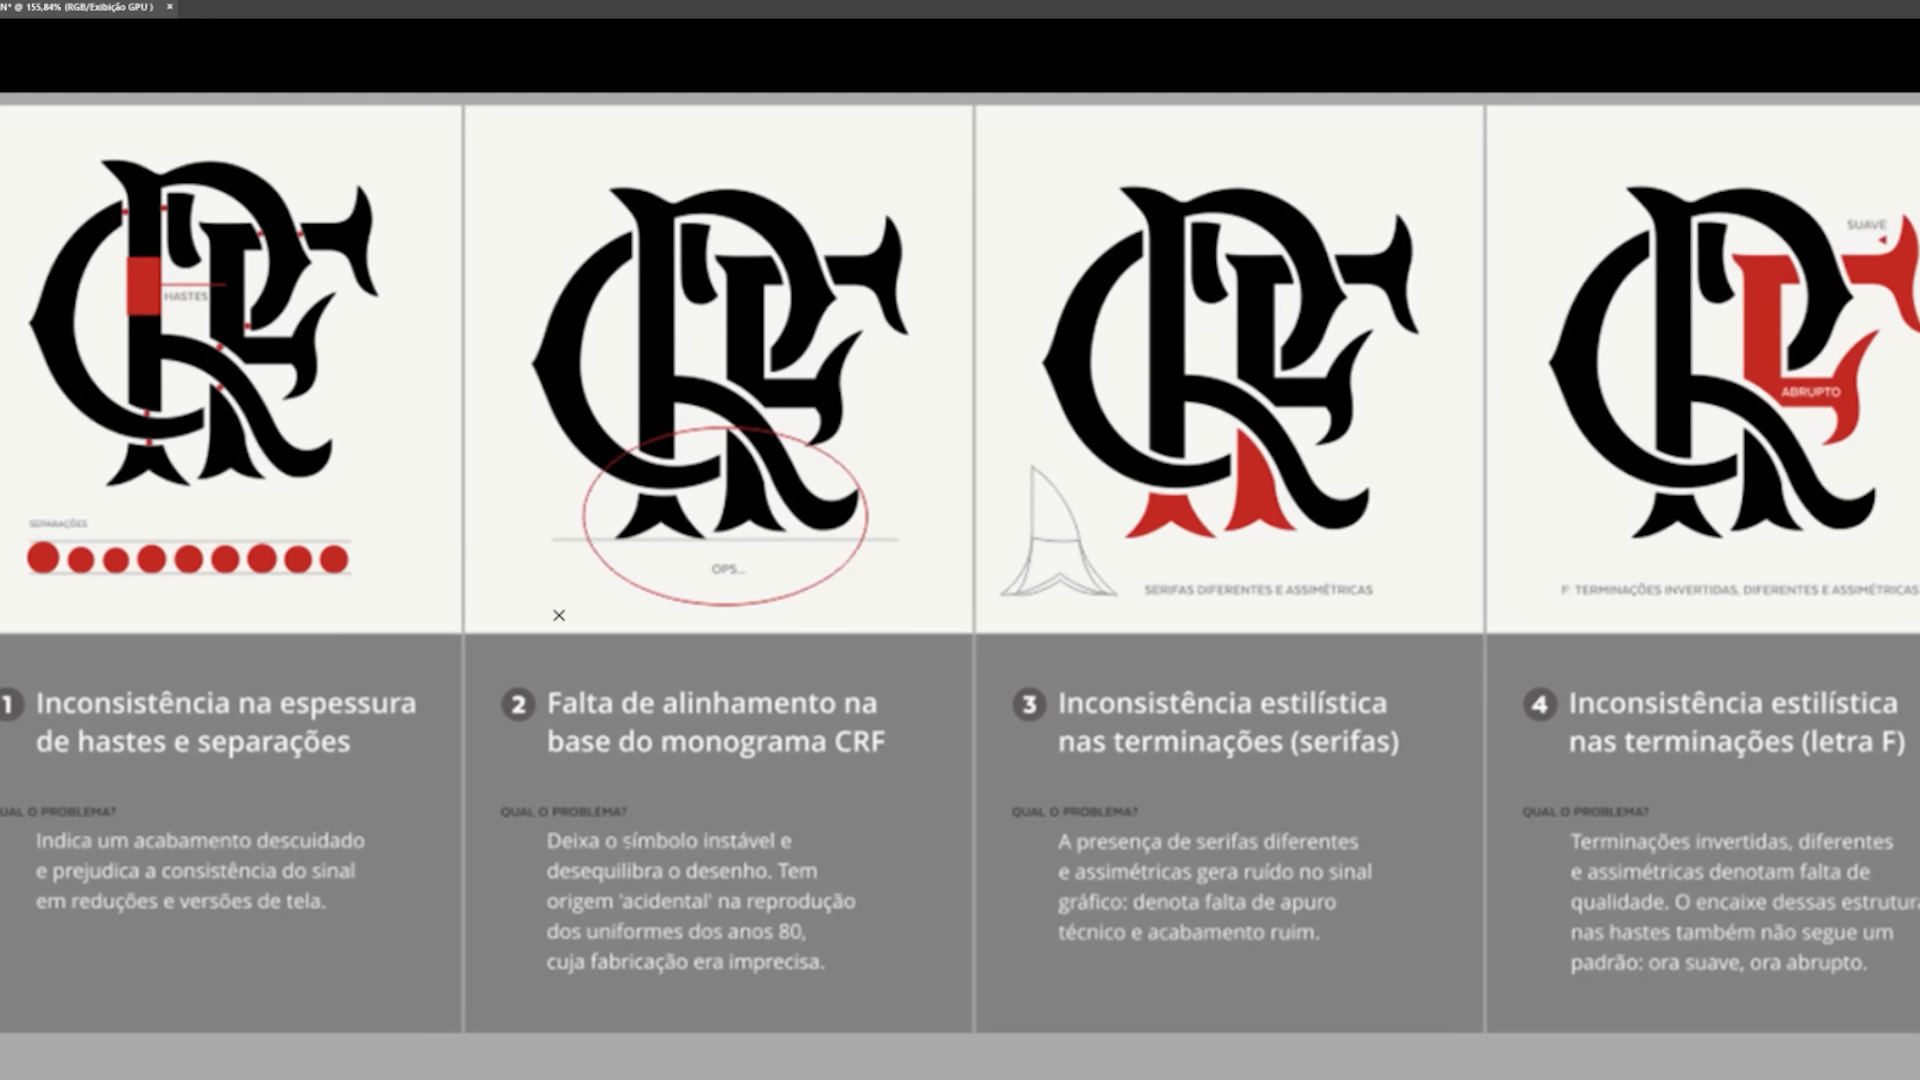 N* @ 155,84% (RGB/Exibição GPU) ×
HASTES
SEPARAÇÕES
OPS...
SERIFAS DIFERENTES E ASSIMÉTRICAS
SUAVE
ABRUPTO
F: TERMINAÇÕES INVERTIDAS, DIFERENTES E ASSIMÉTRICAS
1 Inconsistência na espessura
de hastes e separações
UAL O PROBLEMA?
Indica um acabamento descuidado
e prejudica a consistência do sinal
em reduções e versões de tela.
2 Falta de alinhamento na
base do monograma CRF
QUAL O PROBLEMA?
Deixa o símbolo instável e
desequilibra o desenho. Tem
origem 'acidental' na reprodução
dos uniformes dos anos 80,
cuja fabricação era imprecisa.
3 Inconsistência estilística
nas terminações (serifas)
QUAL O PROBLEMA?
A presença de serifas diferentes
e assimétricas gera ruído no sinal
gráfico: denota falta de apuro
técnico e acabamento ruim.
4 Inconsistência estilística
nas terminações (letra F)
QUAL O PROBLEMA?
Terminações invertidas, diferentes
e assimétricas denotam falta de
qualidade. O encaixe dessas estrutur
nas hastes também não segue um
padrão: ora suave, ora abrupto.